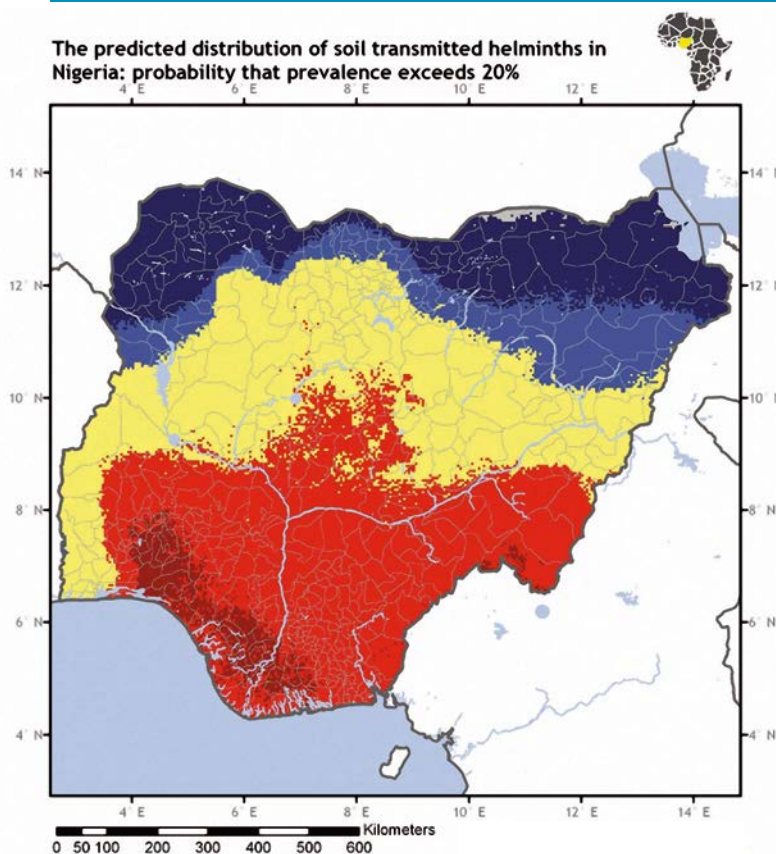 The predicted distribution of soil transmitted helminths in
Nigeria: probability that prevalence exceeds 20%
4° E 6° E 8° E 10° E 12° E
14° N 14° N
12° N 12° N
10° N 10° N
8° N 8° N
6° N 6° N
4° N 4° N
4° E 6° E 8° E 10° E 12° E 14° E
Kilometers
0 50 100 200 300 400 500 600